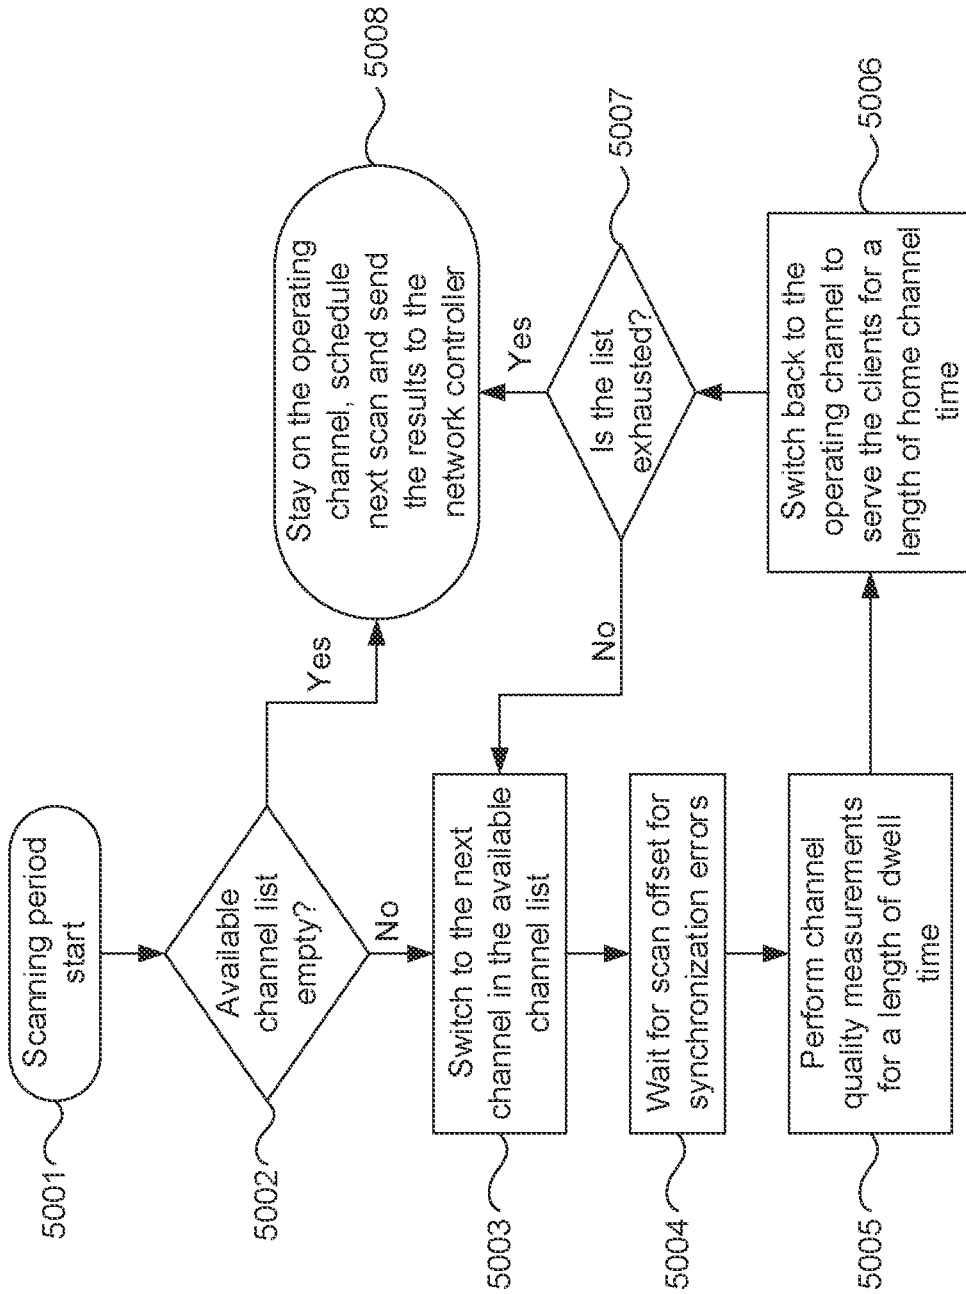 5001
Scanning period
start
5002
Available
channel list
empty?
Yes
No
5003
Switch to the next
channel in the available
channel list
5004
Wait for scan offset for
synchronization errors
5005
Perform channel
quality measurements
for a length of dwell
time
5006
Switch back to the
operating channel to
serve the clients for a
length of home channel
time
5007
Is the list
exhausted?
No
Yes
5008
Stay on the operating
channel, schedule
next scan and send
the results to the
network controller